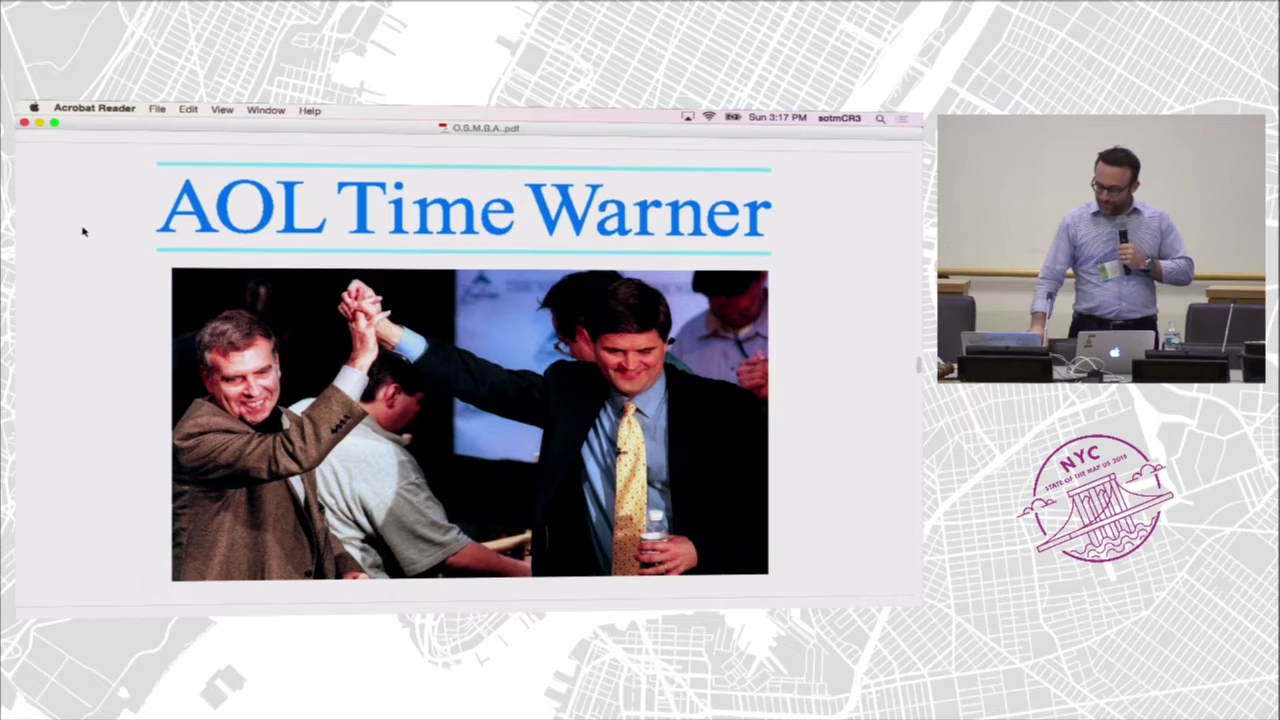 Acrobat Reader File Edit View Window Help
Sun 3:17 PM sotmCR3
O.S.M.B.A..pdf
AOL Time Warner
NYC
STATE OF THE MAP US 2015